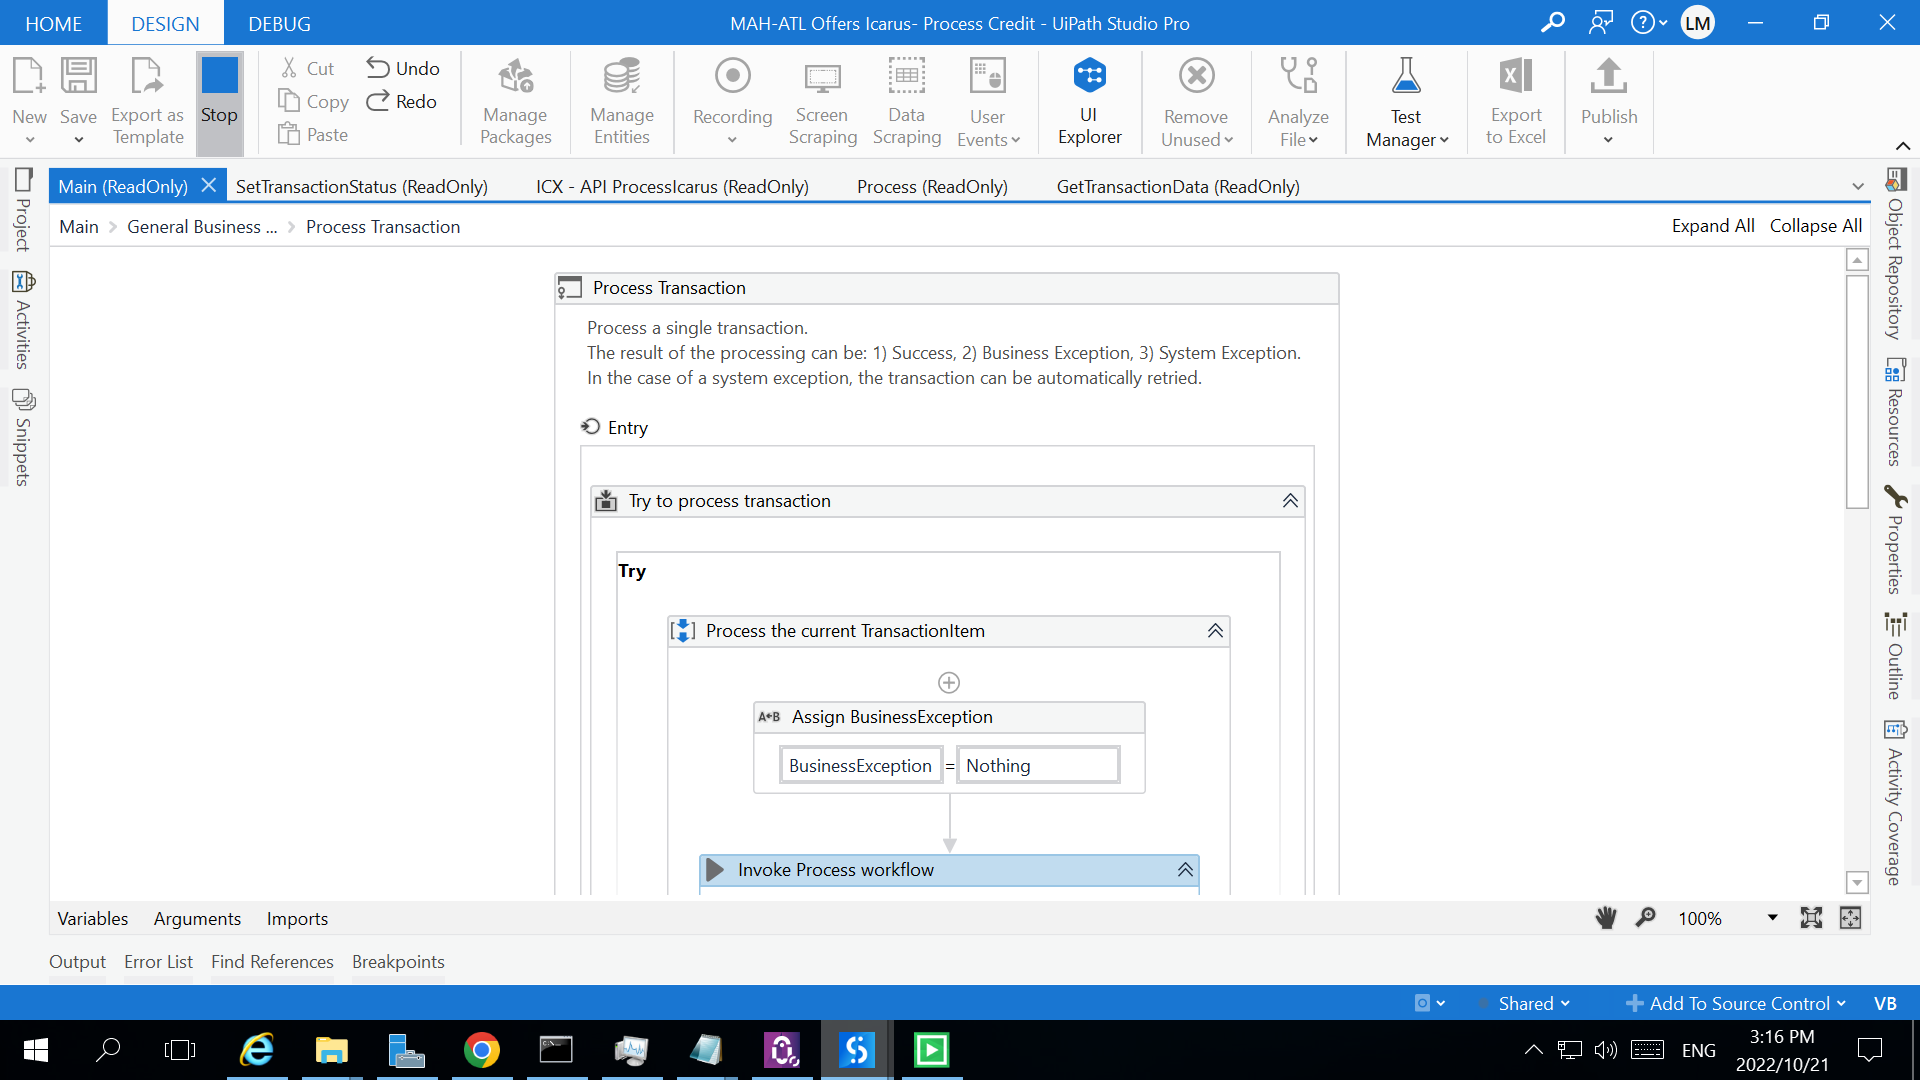 HOME
DESIGN
DEBUG
MAH-ATL Offers Icarus- Process Credit - UiPath Studio Pro
LM
New
Save
Export as
Template
Stop
Cut
Copy
Paste
Undo
Redo
Manage
Packages
Manage
Entities
Recording
Screen
Scraping
Data
Scraping
User
Events
UI
Explorer
Remove
Unused
Analyze
File
Test
Manager
Export
to Excel
Publish
Main (ReadOnly)
SetTransactionStatus (ReadOnly)
ICX - API ProcessIcarus (ReadOnly)
Process (ReadOnly)
GetTransactionData (ReadOnly)
Main
General Business ...
Process Transaction
Expand All
Collapse All
Project
Activities
Snippets
Process Transaction
Process a single transaction.
The result of the processing can be: 1) Success, 2) Business Exception, 3) System Exception.
In the case of a system exception, the transaction can be automatically retried.
Entry
Try to process transaction
Try
Process the current TransactionItem
A+B Assign BusinessException
BusinessException = Nothing
Invoke Process workflow
Object Repository
Resources
Properties
Outline
Activity Coverage
Variables
Arguments
Imports
100%
Output
Error List
Find References
Breakpoints
Shared
Add To Source Control
VB
ENG
3:16 PM
2022/10/21